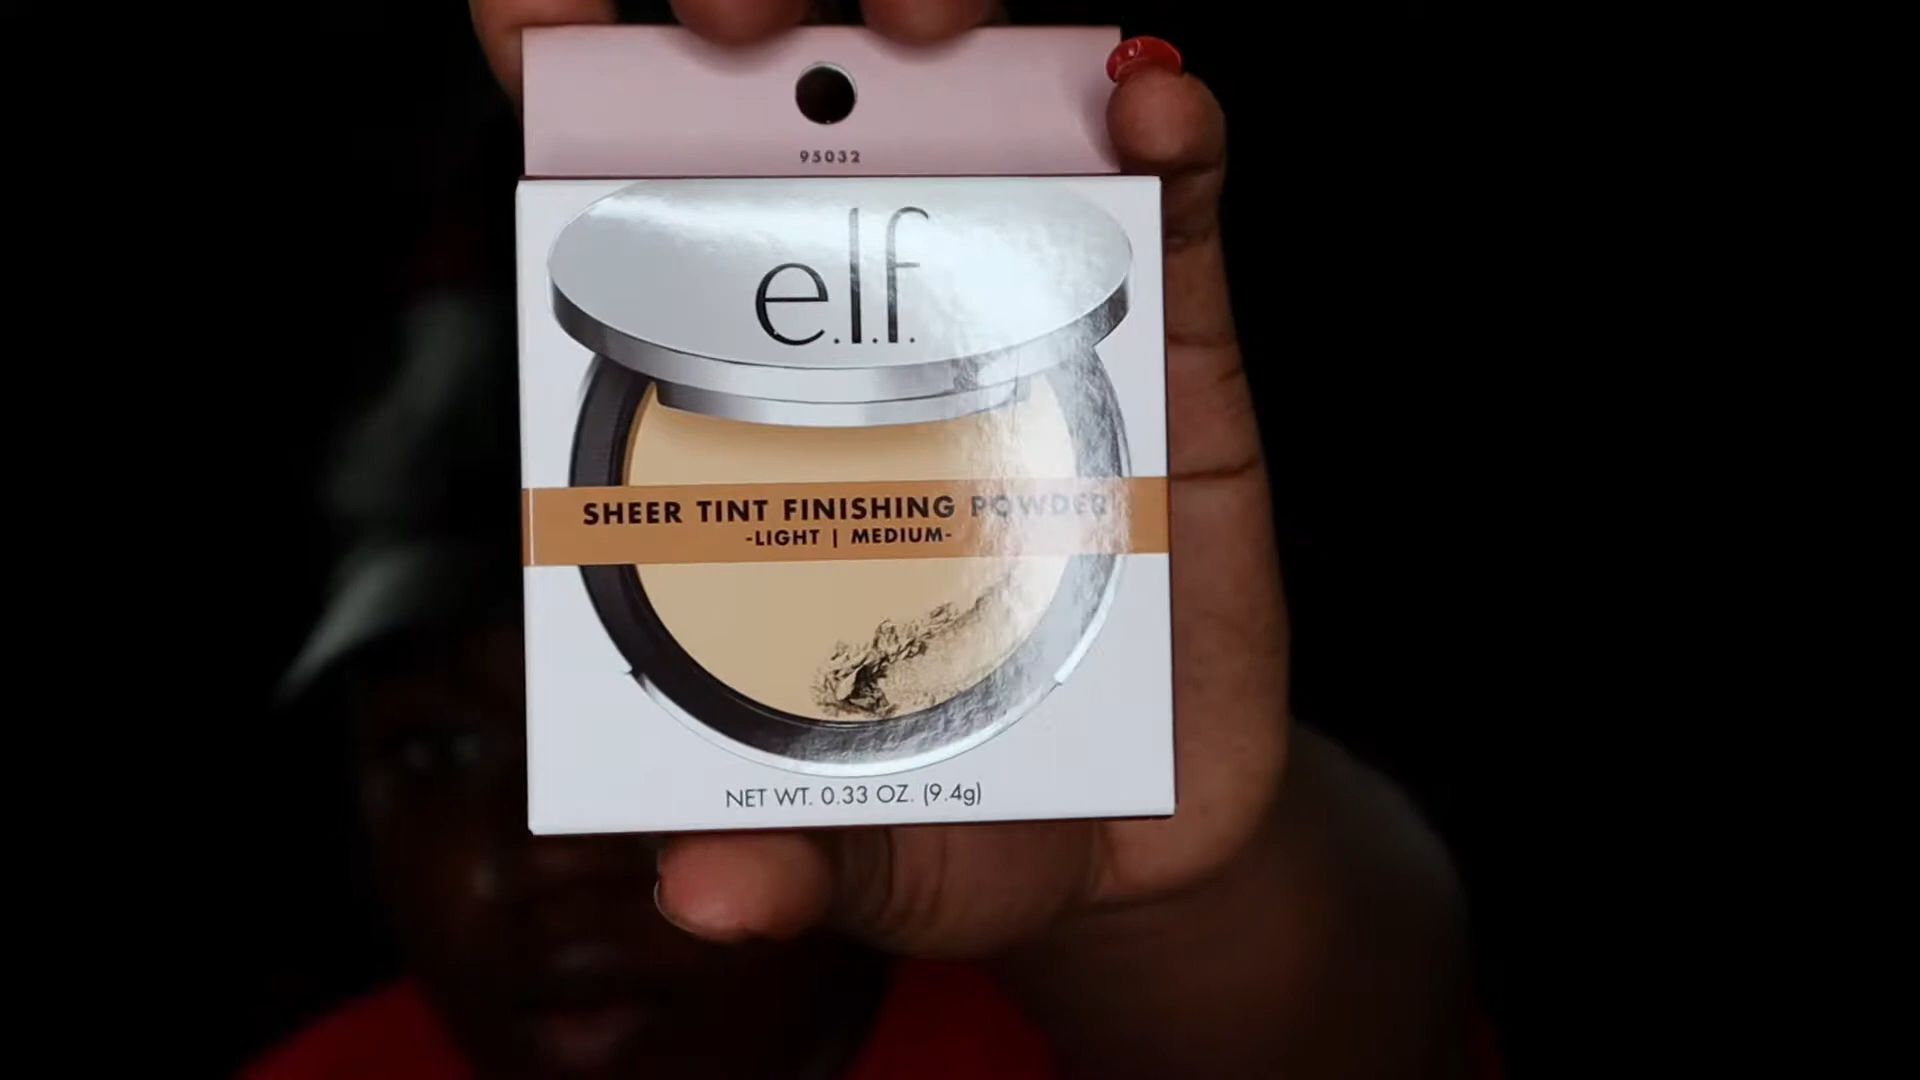 95032
e.l.f.
SHEER TINT FINISHING POWDER
-LIGHT | MEDIUM-
NET WT. 0.33 OZ. (9.4g)